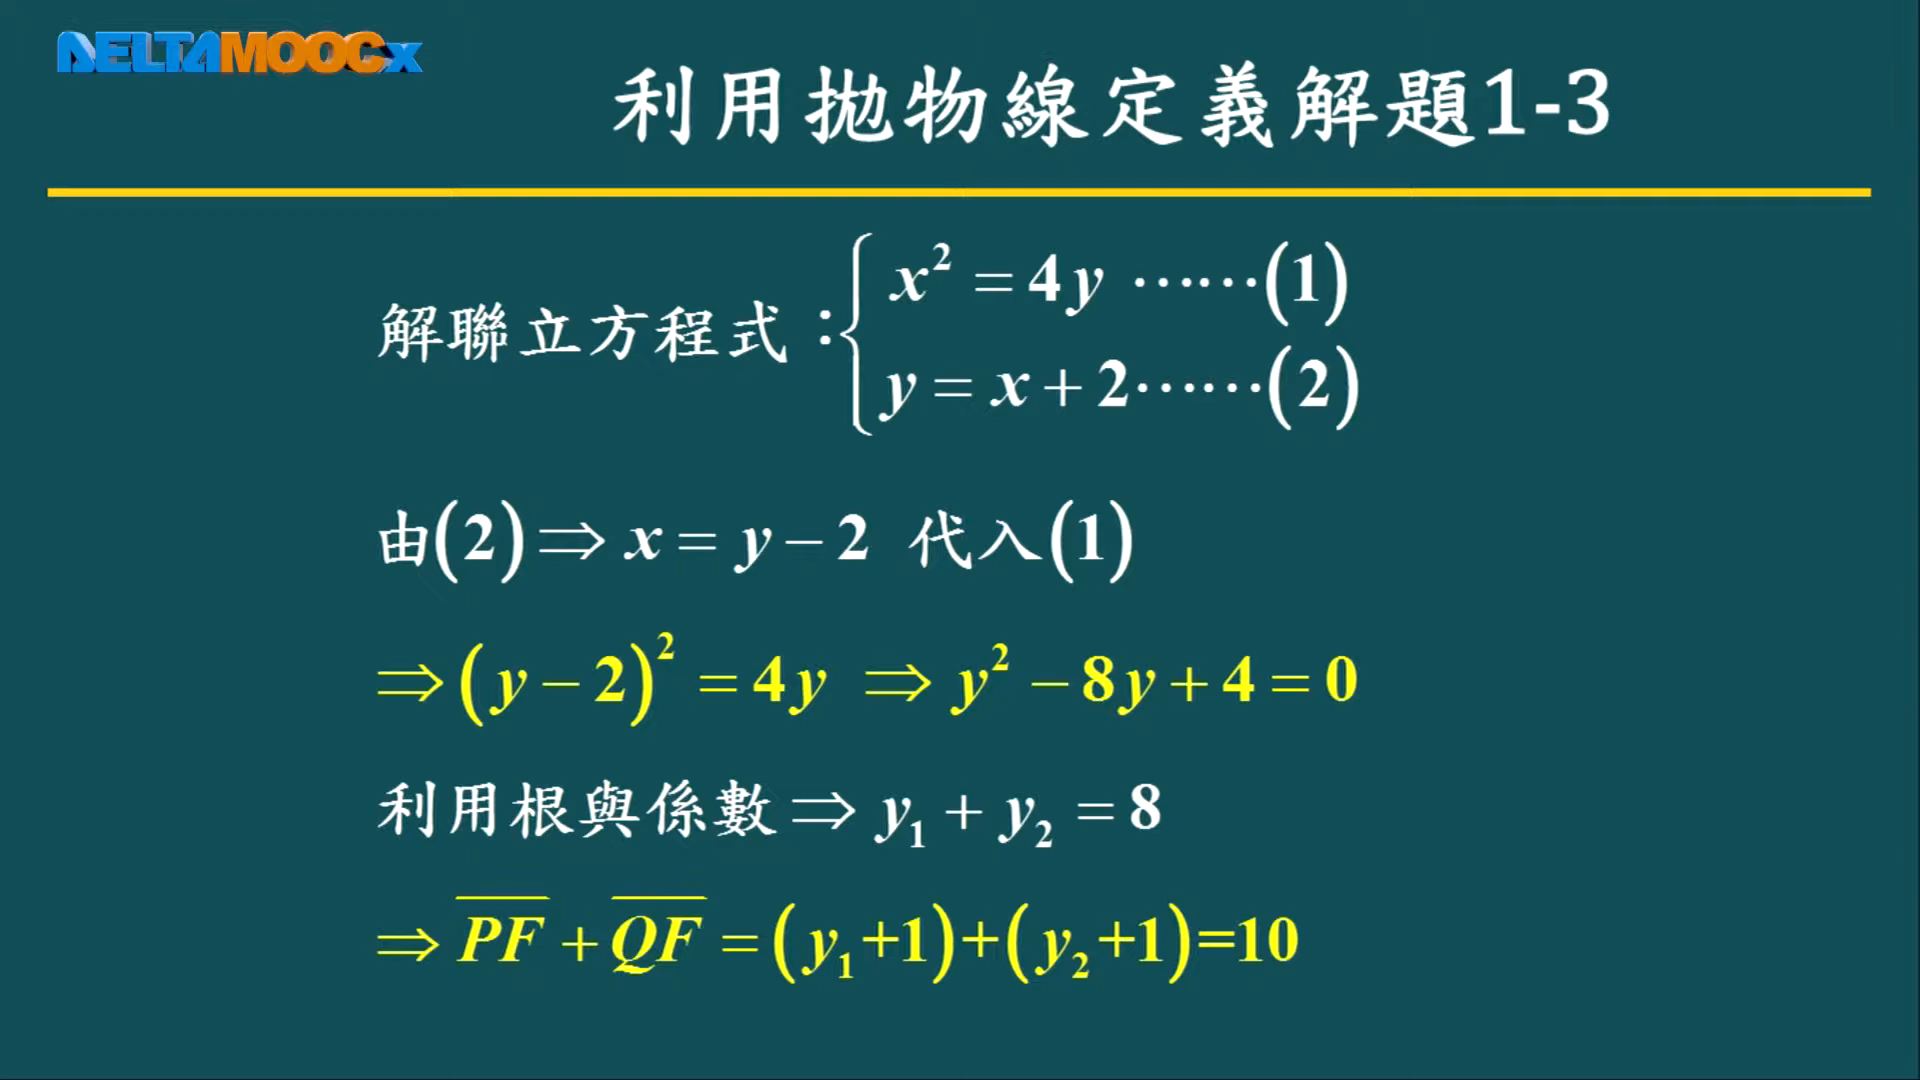 DELTAMOOCx
利用拋物線定義解題1-3
解聯立方程式：{ x² = 4y ⋯⋯(1)
y = x + 2⋯⋯(2)
由(2)⇒ x = y − 2 代入(1)
⇒ (y − 2)² = 4y ⇒ y² − 8y + 4 = 0
利用根與係數⇒ y₁ + y₂ = 8
⇒ P̅F̅ + Q̅F̅ = (y₁+1)+(y₂+1)=10